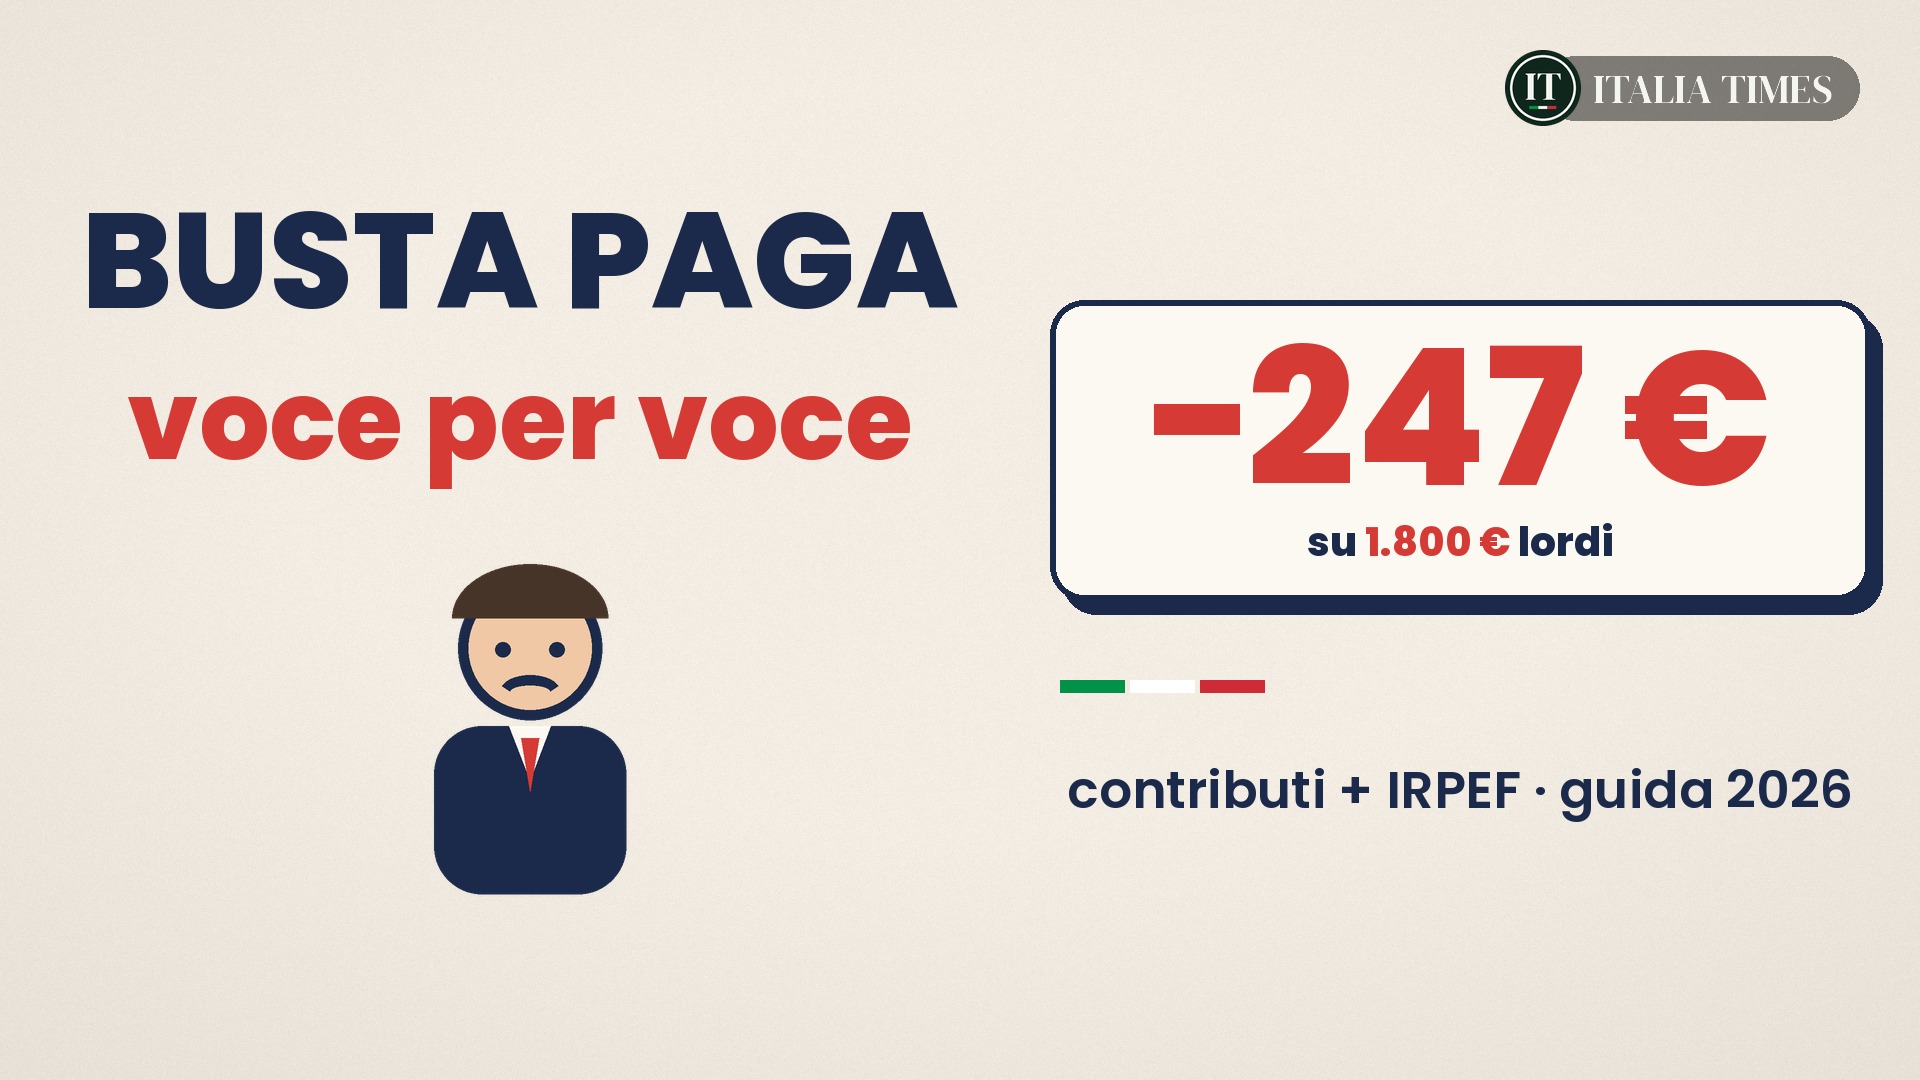 IT ITALIA TIMES
BUSTA PAGA
voce per voce
-247 €
su 1.800 € lordi
contributi + IRPEF · guida 2026